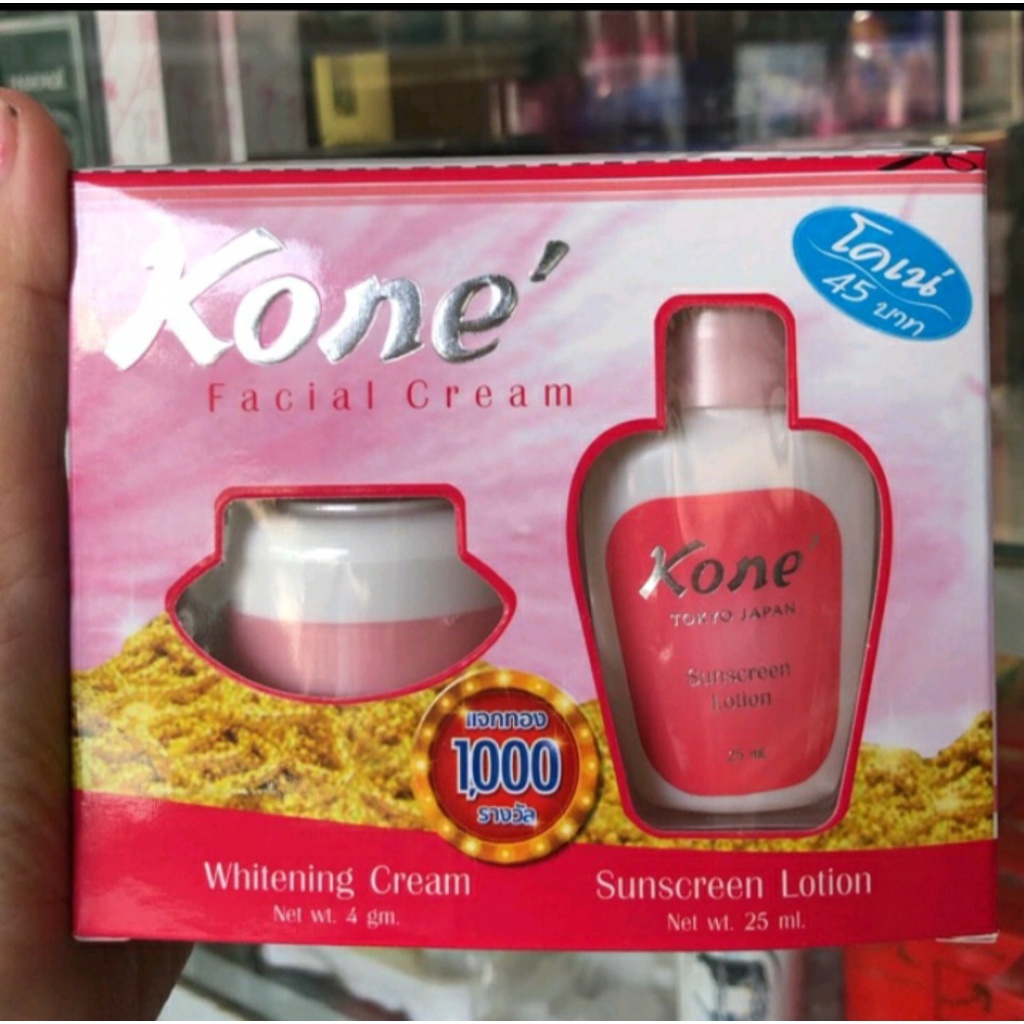 Kone'
Facial Cream
โคเน่
45 บาท
Kone'
TOKYO JAPAN
Sunscreen
Lotion
25 ml.
แจกทอง
1,000
รางวัล
Whitening Cream
Net wt. 4 gm.
Sunscreen Lotion
Net wt. 25 ml.